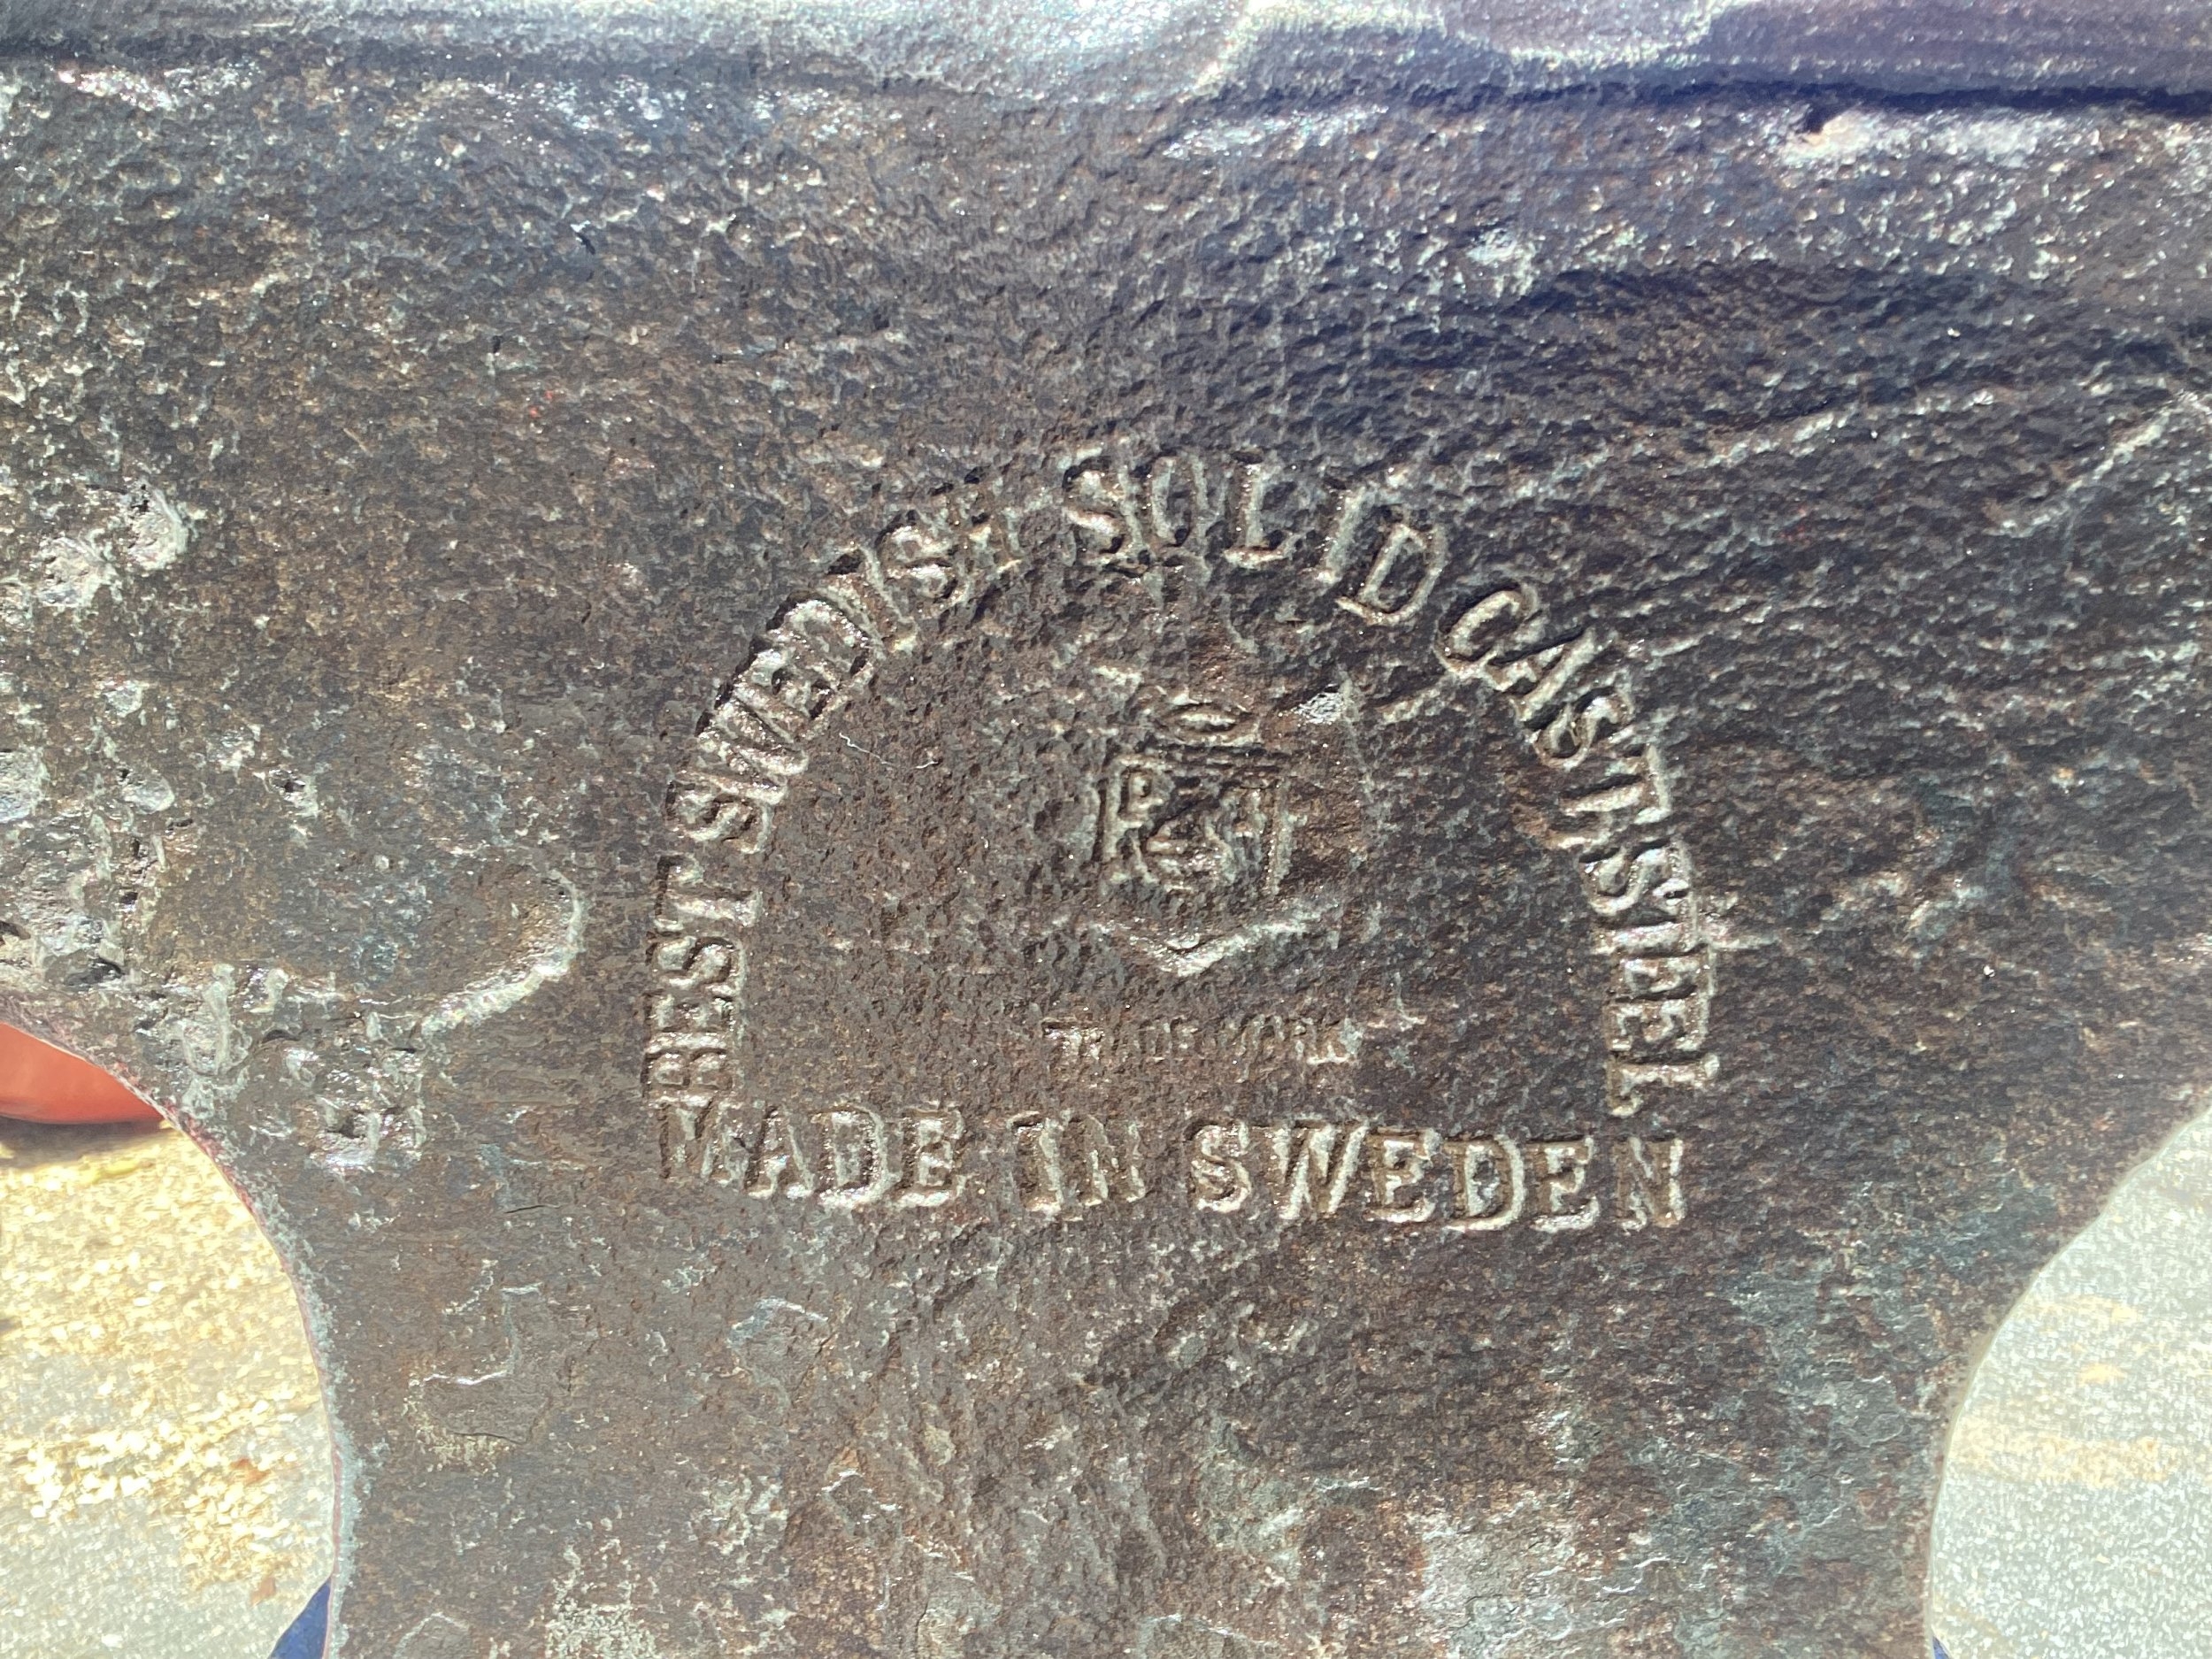 BEST SWEDISH SOLID CAST STEEL
TRADE MARK
MADE IN SWEDEN